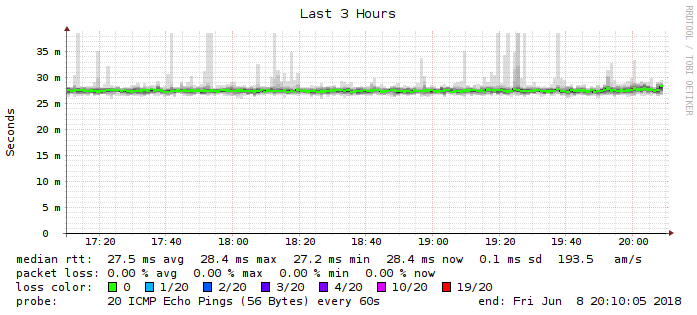 Last 3 Hours
RRDTOOL / TOBI OETIKER
Seconds
35 m
30 m
25 m
20 m
15 m
10 m
5 m
0
17:20 17:40 18:00 18:20 18:40 19:00 19:20 19:40 20:00
median rtt: 27.5 ms avg 28.4 ms max 27.2 ms min 28.4 ms now 0.1 ms sd 193.5 am/s
packet loss: 0.00 % avg 0.00 % max 0.00 % min 0.00 % now
loss color: 0 1/20 2/20 3/20 4/20 10/20 19/20
probe: 20 ICMP Echo Pings (56 Bytes) every 60s end: Fri Jun 8 20:10:05 2018